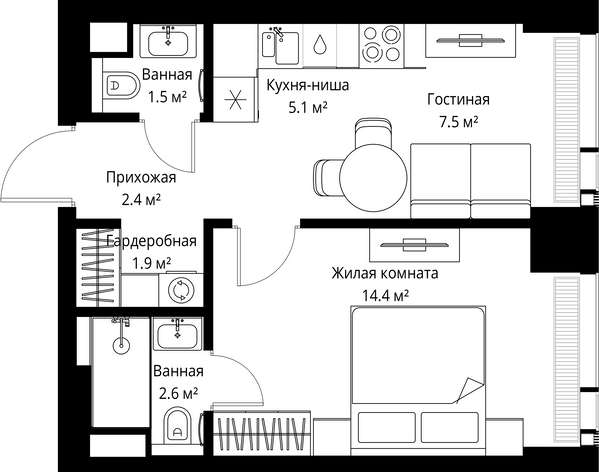 Ванная
1.5 м²
Кухня-ниша
5.1 м²
Гостиная
7.5 м²
Прихожая
2.4 м²
Гардеробная
1.9 м²
Жилая комната
14.4 м²
Ванная
2.6 м²